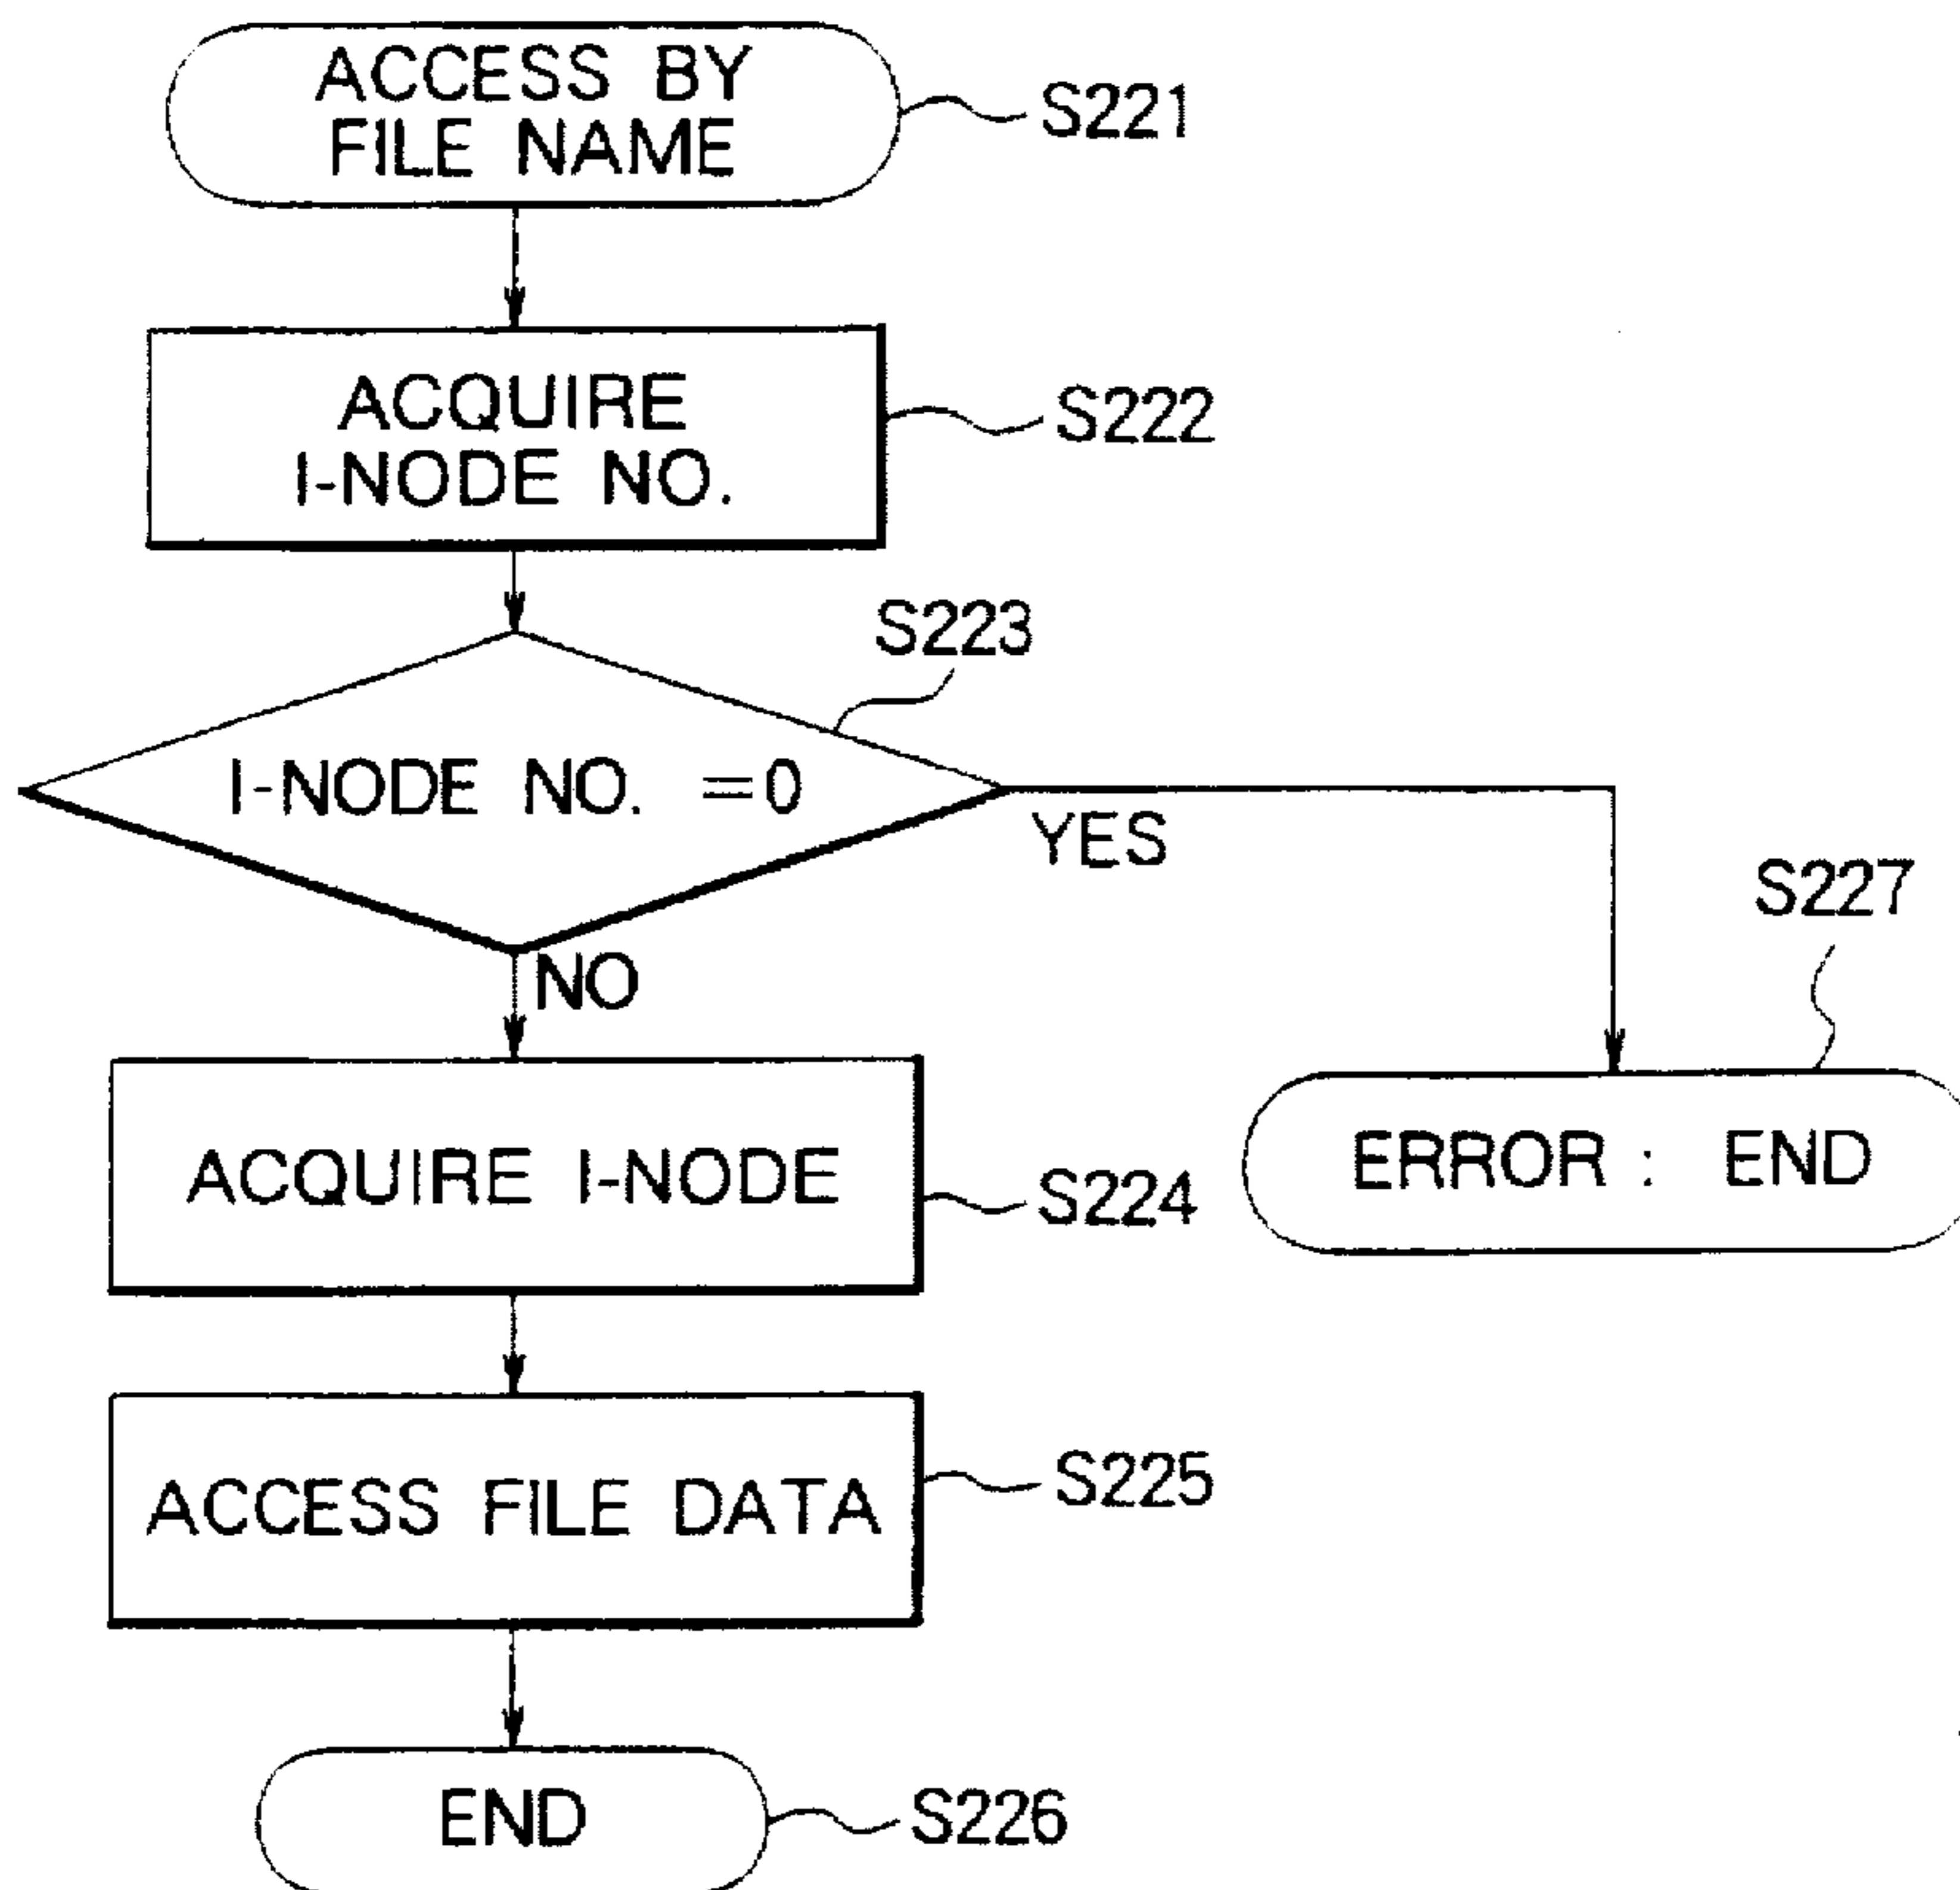 ACCESS BY
FILE NAME
S221
ACQUIRE
I-NODE NO.
S222
S223
I-NODE NO. =0
YES
NO
S227
ERROR : END
ACQUIRE I-NODE
S224
ACCESS FILE DATA
S225
END
S226